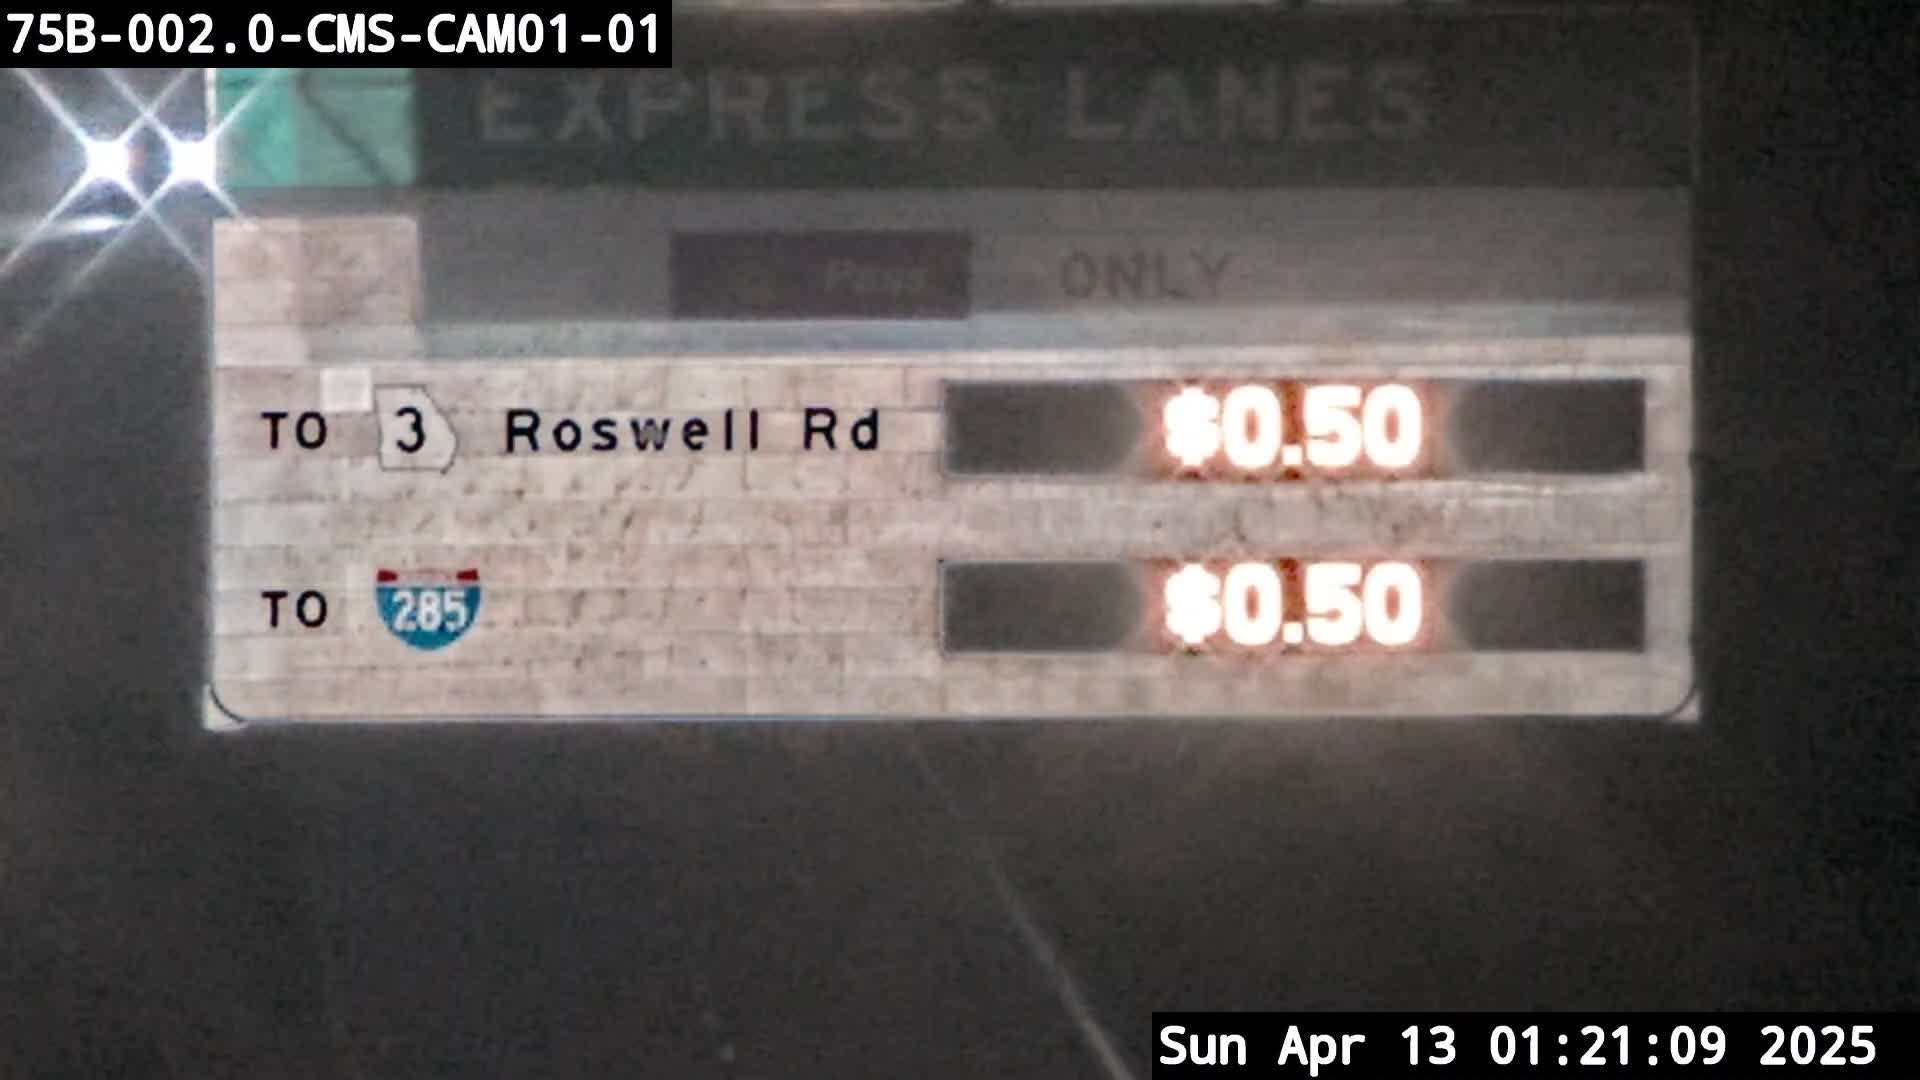 75B-002.0-CMS-CAM01-01
EXPRESS LANES
Pass ONLY
TO 3 Roswell Rd $0.50
TO 285 $0.50
Sun Apr 13 01:21:09 2025